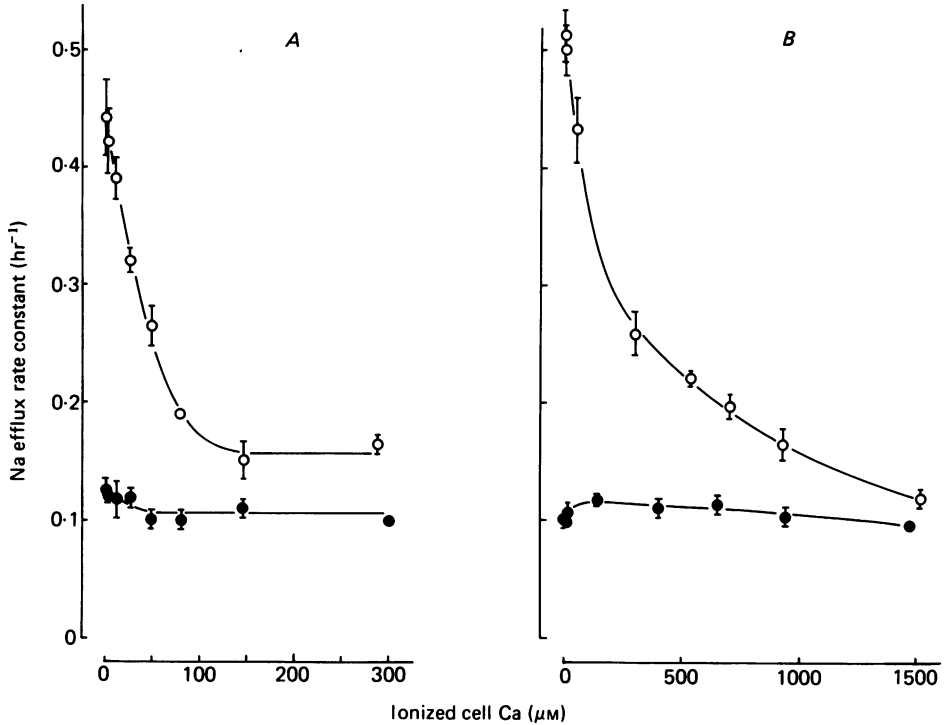 A
B
0·5
0·4
0·3
0·2
0·1
0
Na efflux rate constant (hr⁻¹)
0 100 200 300
0 500 1000 1500
Ionized cell Ca (μM)